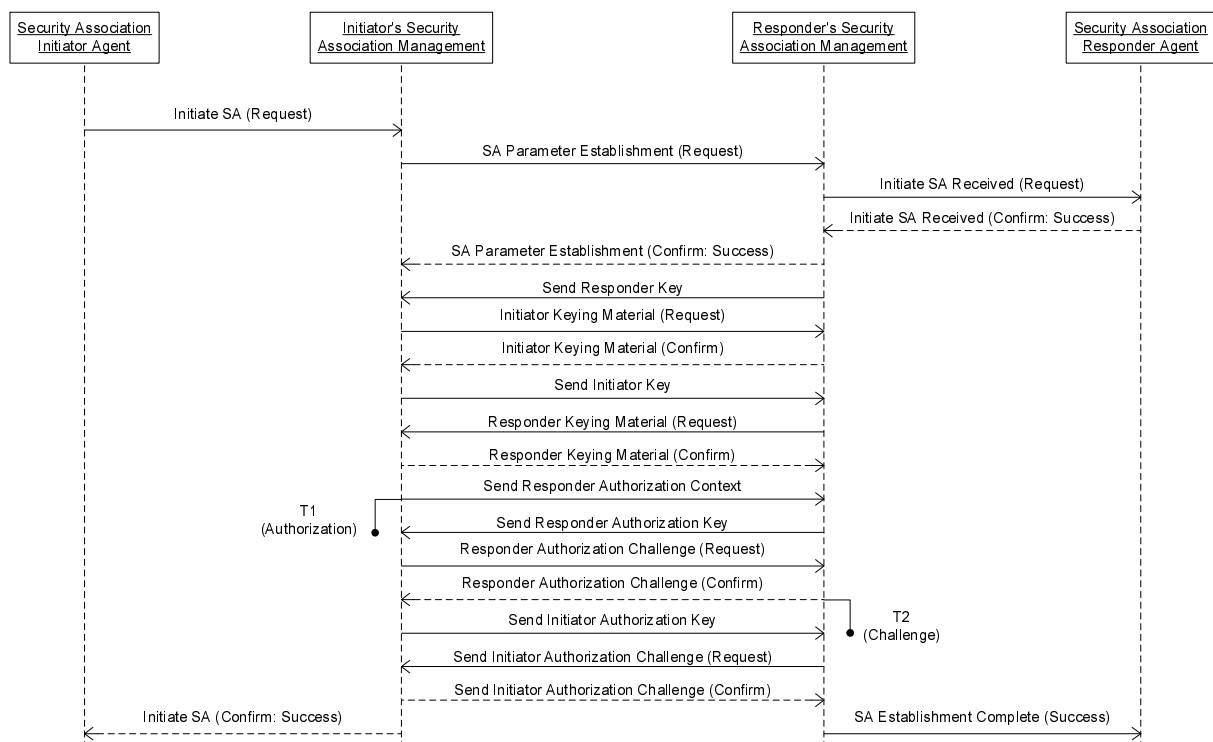 Security Association
Initiator Agent
Initiator's Security
Association Management
Responder's Security
Association Management
Security Association
Responder Agent
Initiate SA (Request)
SA Parameter Establishment (Request)
Initiate SA Received (Request)
Initiate SA Received (Confirm: Success)
SA Parameter Establishment (Confirm: Success)
Send Responder Key
Initiator Keying Material (Request)
Initiator Keying Material (Confirm)
Send Initiator Key
Responder Keying Material (Request)
Responder Keying Material (Confirm)
Send Responder Authorization Context
T1
(Authorization)
Send Responder Authorization Key
Responder Authorization Challenge (Request)
Responder Authorization Challenge (Confirm)
Send Initiator Authorization Key
T2
(Challenge)
Send Initiator Authorization Challenge (Request)
Send Initiator Authorization Challenge (Confirm)
Initiate SA (Confirm: Success)
SA Establishment Complete (Success)